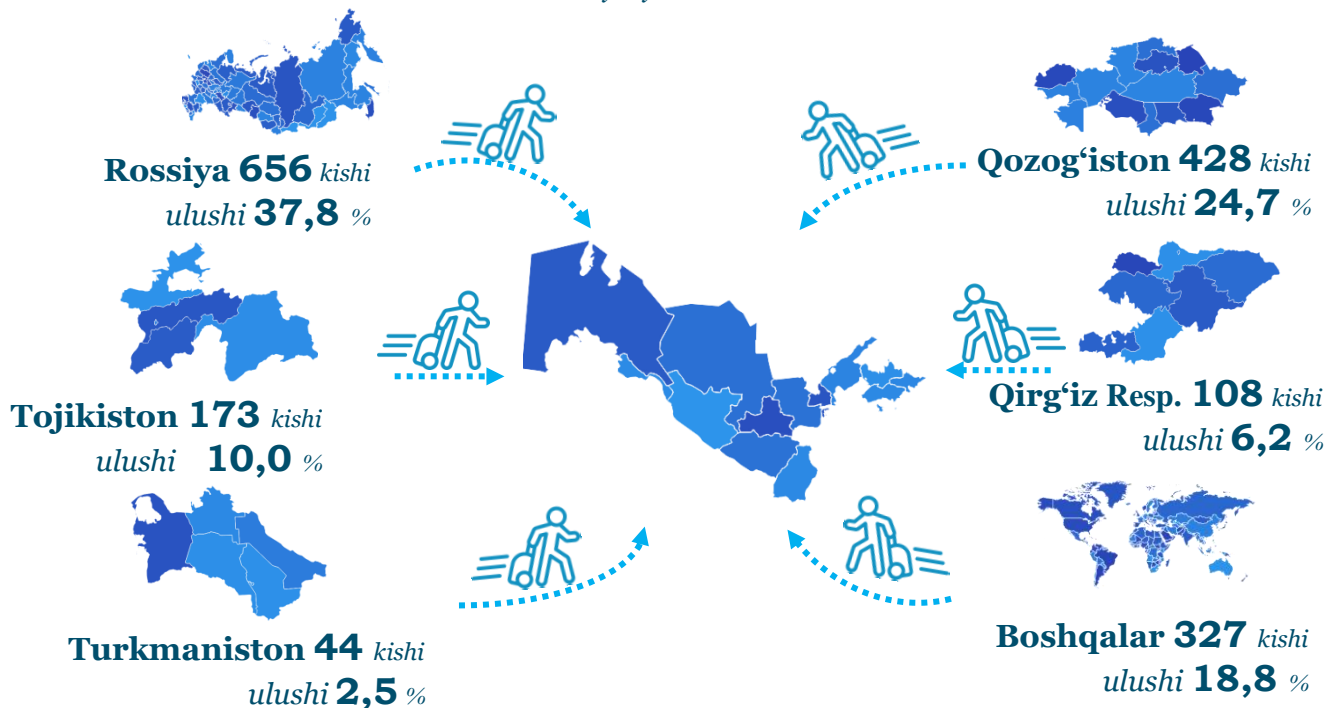 Rossiya 656 kishi
ulushi 37,8 %
Qozog‘iston 428 kishi
ulushi 24,7 %
Tojikiston 173 kishi
ulushi 10,0 %
Qirg‘iz Resp. 108 kishi
ulushi 6,2 %
Turkmaniston 44 kishi
ulushi 2,5 %
Boshqalar 327 kishi
ulushi 18,8 %